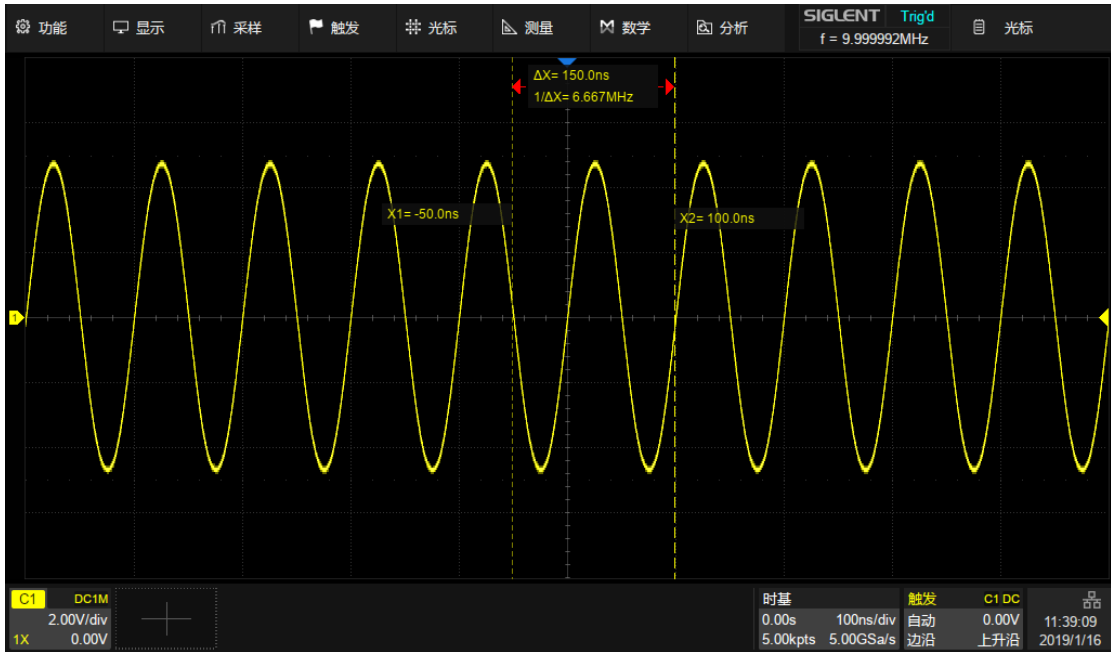 功能 显示 采样 触发 光标 测量 数学 分析 SIGLENT Trig'd 光标
f = 9.999992MHz
ΔX= 150.0ns
1/ΔX= 6.667MHz
X1= -50.0ns
X2= 100.0ns
1
C1 DC1M
2.00V/div
1X 0.00V
时基
0.00s 100ns/div
5.00kpts 5.00GSa/s
触发 C1 DC
自动 0.00V
边沿 上升沿
11:39:09
2019/1/16